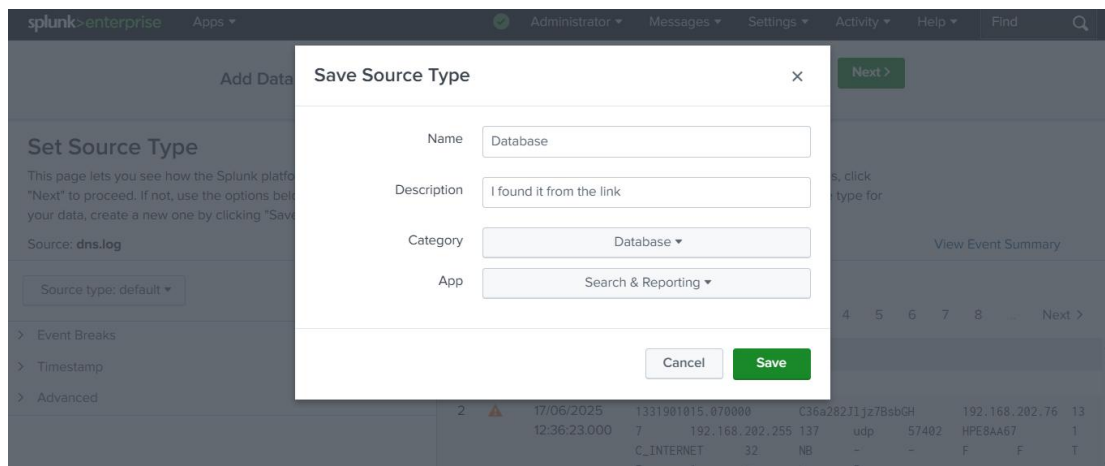 splunk>enterprise Apps Administrator Messages Settings Activity Help Find
Add Data
Next >
Save Source Type
Name Database
Description I found it from the link
Category Database
App Search & Reporting
Cancel Save
Set Source Type
This page lets you see how the Splunk platfo
s, click
"Next" to proceed. If not, use the options bel
type for
your data, create a new one by clicking "Save
Source: dns.log
View Event Summary
Source type: default
4 5 6 7 8 ... Next >
> Event Breaks
> Timestamp
> Advanced
2 17/06/2025 1331901015.070000 C36a282Jljz7BsbGH 192.168.202.76 13
12:36:23.000 7 192.168.202.255 137 udp 57402 HPE8AA67 1
C_INTERNET 32 NB - - F F T